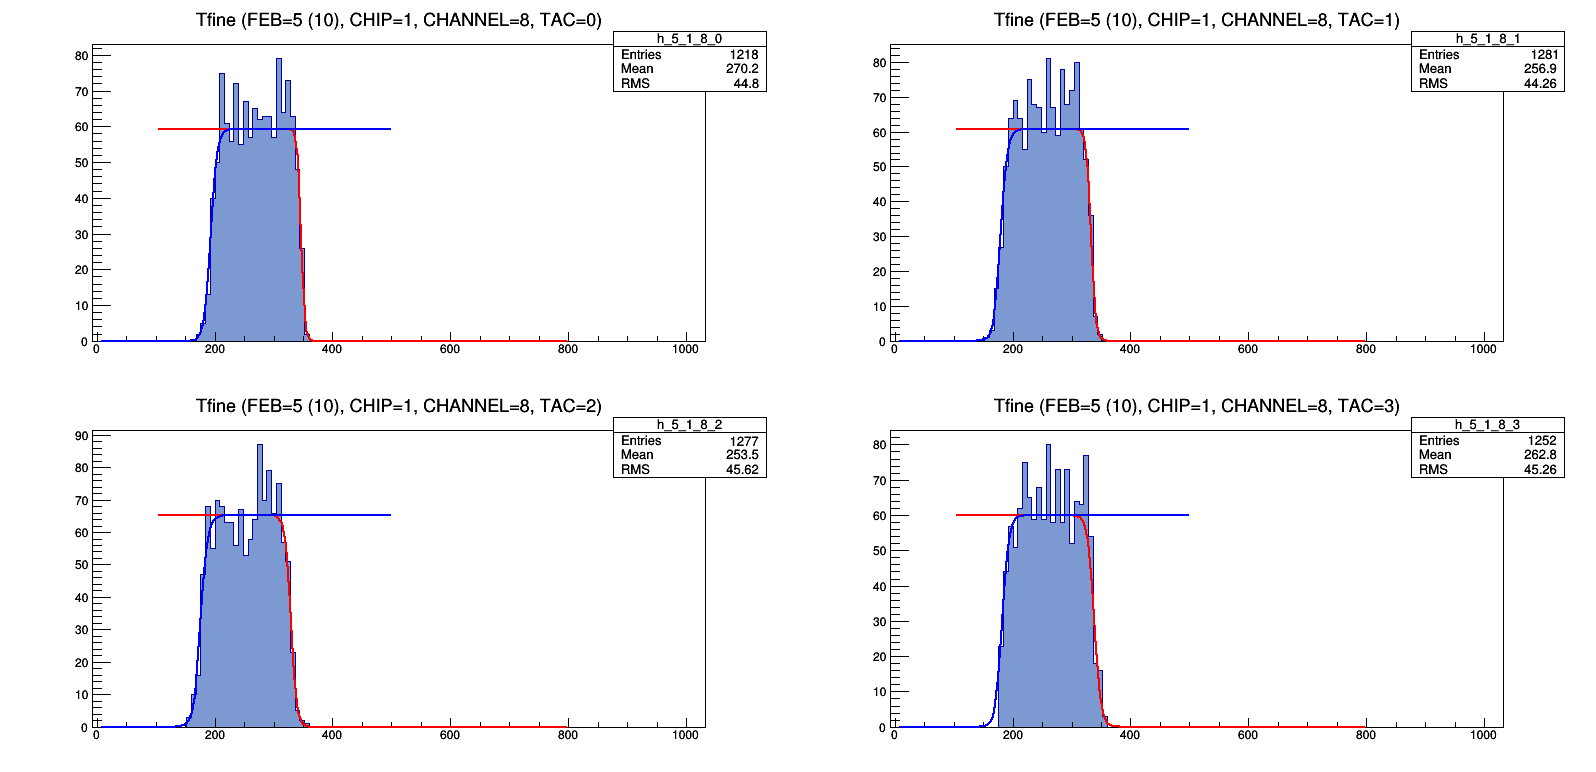 Tfine (FEB=5 (10), CHIP=1, CHANNEL=8, TAC=0)
h_5_1_8_0
Entries 1218
Mean 270.2
RMS 44.8
80
70
60
50
40
30
20
10
0
0 200 400 600 800 1000
Tfine (FEB=5 (10), CHIP=1, CHANNEL=8, TAC=1)
h_5_1_8_1
Entries 1281
Mean 256.9
RMS 44.26
80
70
60
50
40
30
20
10
0
0 200 400 600 800 1000
Tfine (FEB=5 (10), CHIP=1, CHANNEL=8, TAC=2)
h_5_1_8_2
Entries 1277
Mean 253.5
RMS 45.62
90
80
70
60
50
40
30
20
10
0
0 200 400 600 800 1000
Tfine (FEB=5 (10), CHIP=1, CHANNEL=8, TAC=3)
h_5_1_8_3
Entries 1252
Mean 262.8
RMS 45.26
80
70
60
50
40
30
20
10
0
0 200 400 600 800 1000